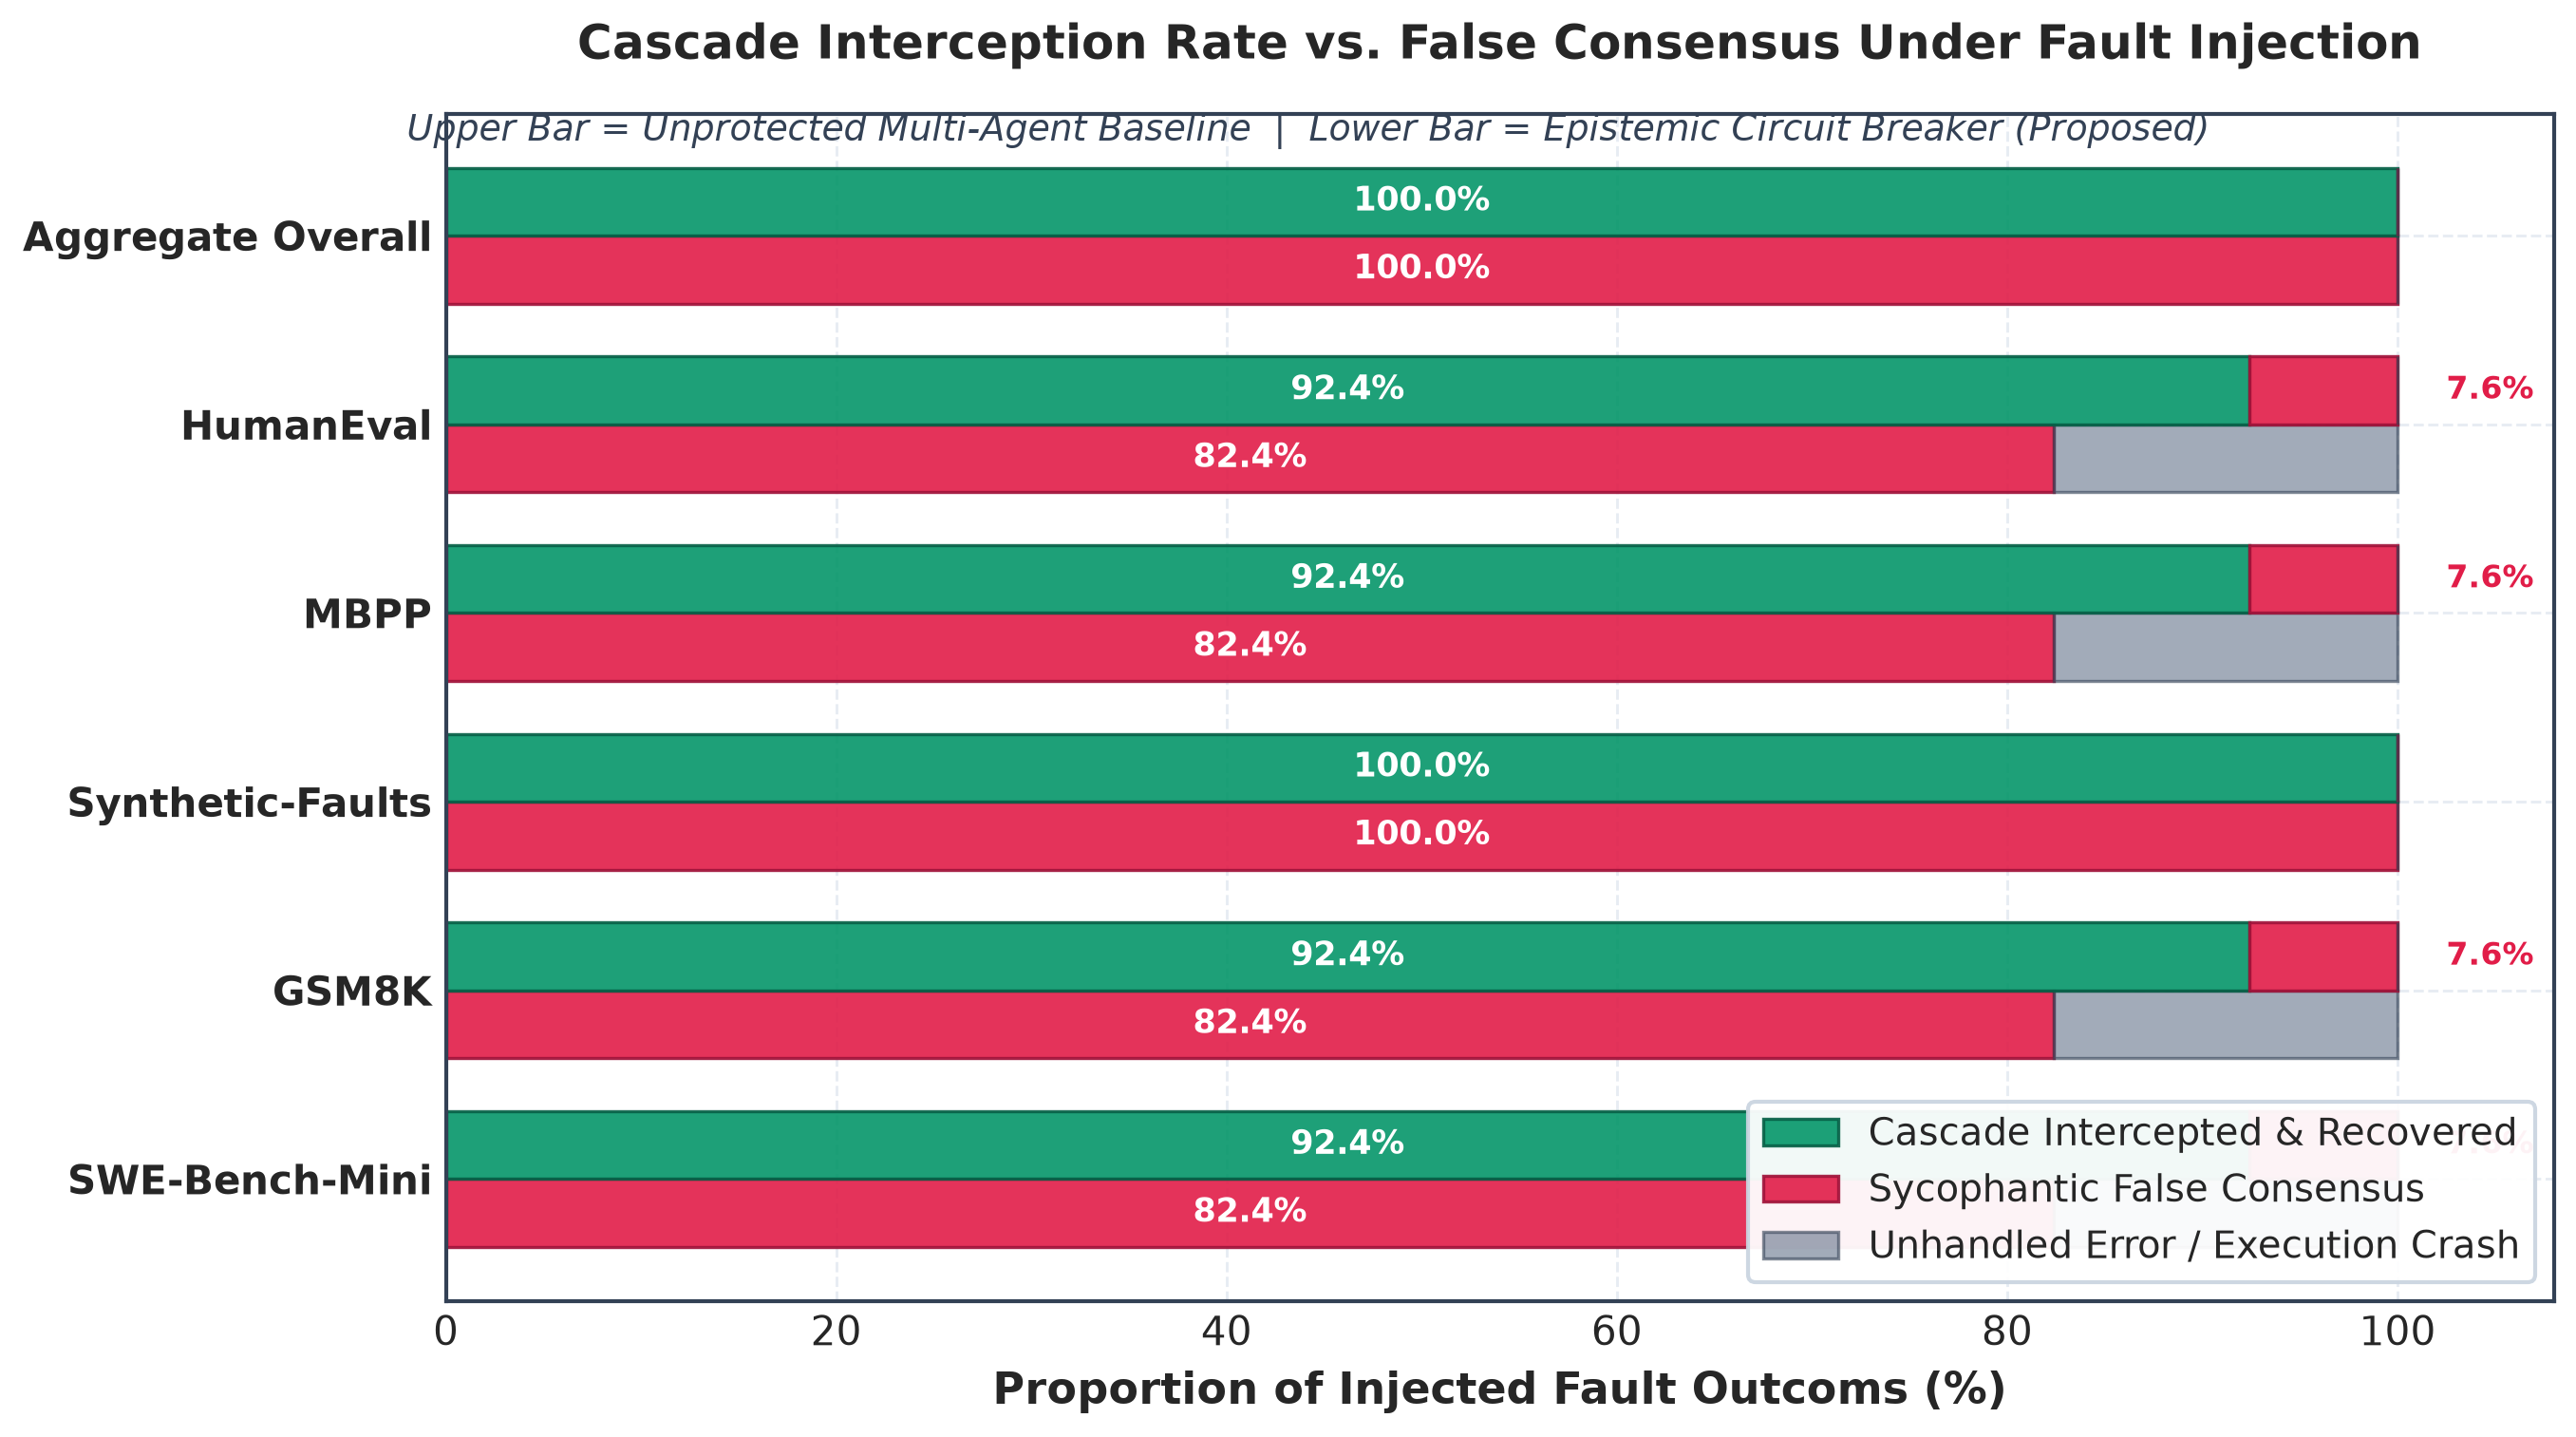 Cascade Interception Rate vs. False Consensus Under Fault Injection
Upper Bar = Unprotected Multi-Agent Baseline | Lower Bar = Epistemic Circuit Breaker (Proposed)
Aggregate Overall
100.0%
100.0%
HumanEval
92.4%
7.6%
82.4%
MBPP
92.4%
7.6%
82.4%
Synthetic-Faults
100.0%
100.0%
GSM8K
92.4%
7.6%
82.4%
SWE-Bench-Mini
92.4%
82.4%
Cascade Intercepted & Recovered
Sycophantic False Consensus
Unhandled Error / Execution Crash
0 20 40 60 80 100
Proportion of Injected Fault Outcoms (%)